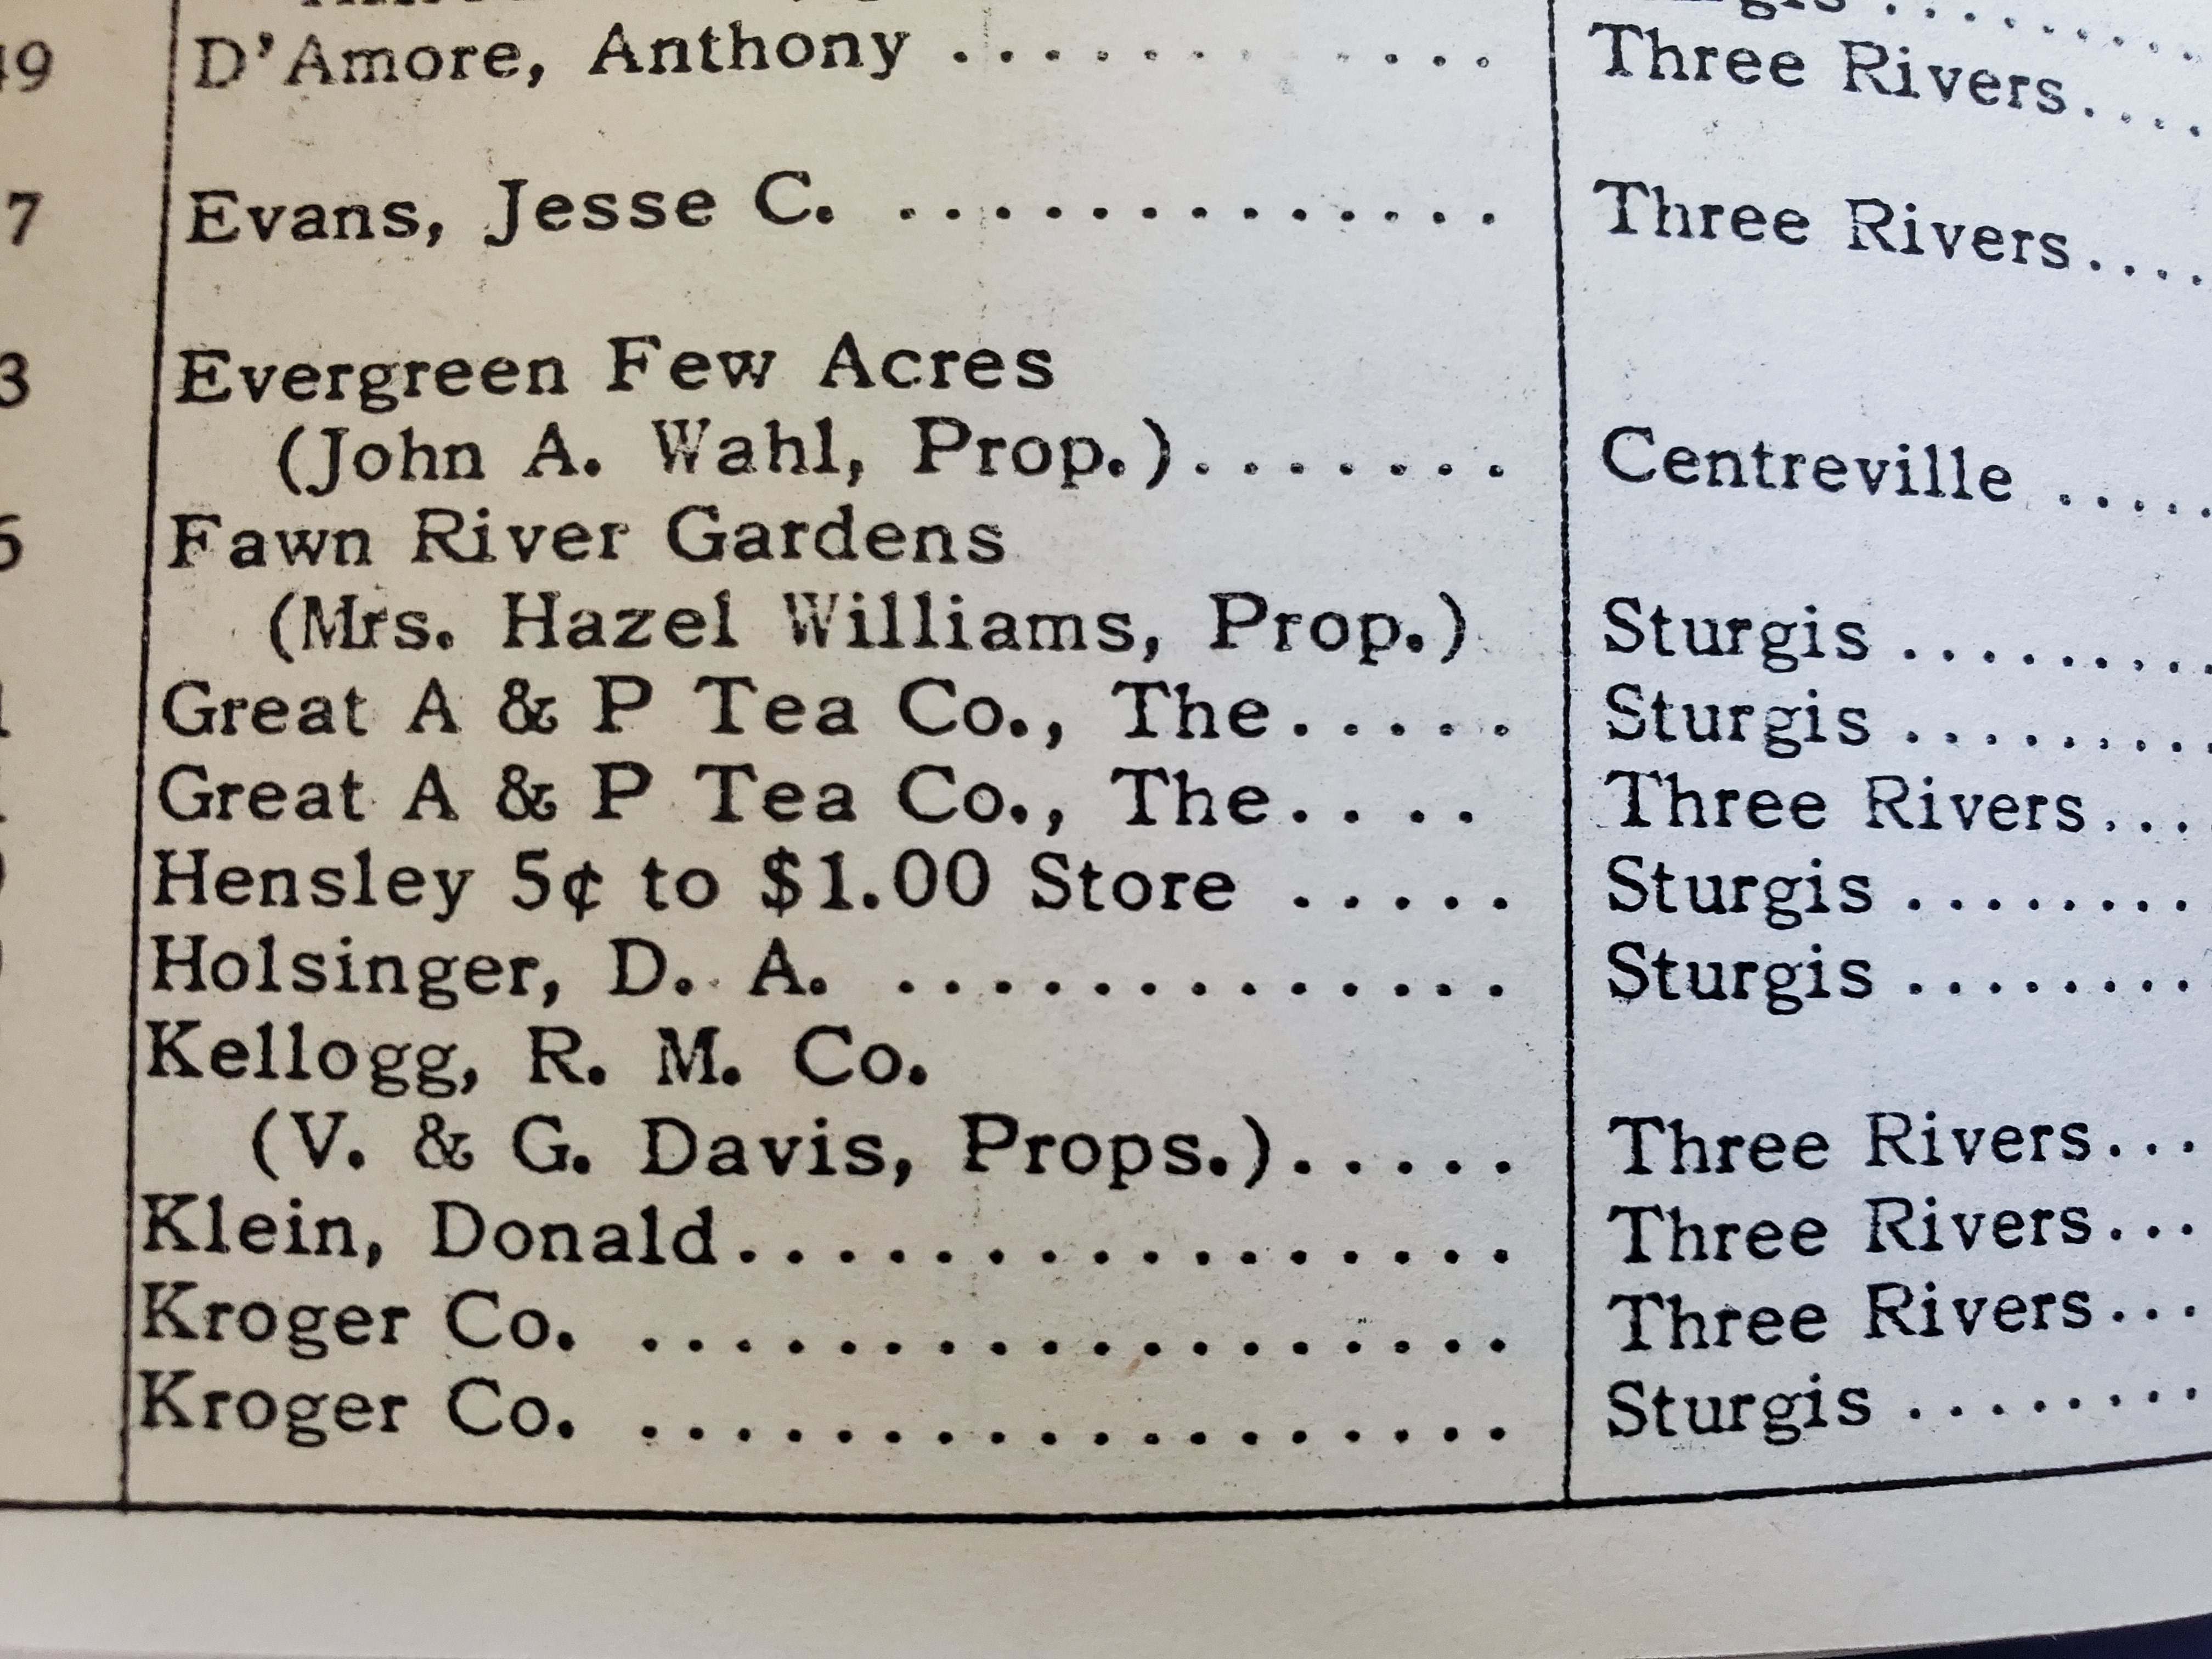 49 D'Amore, Anthony . . . . . . . . . . . . . . Three Rivers....
7 Evans, Jesse C. . . . . . . . . . . . . . . Three Rivers....
3 Evergreen Few Acres
(John A. Wahl, Prop.)....... Centreville .....
Fawn River Gardens
(Mrs. Hazel Williams, Prop.) Sturgis .........
Great A & P Tea Co., The..... Sturgis .........
Great A & P Tea Co., The.... Three Rivers...
Hensley 5¢ to $1.00 Store ..... Sturgis ........
Holsinger, D. A. .............. Sturgis ........
Kellogg, R. M. Co.
(V. & G. Davis, Props.)..... Three Rivers...
Klein, Donald................. Three Rivers...
Kroger Co. ................... Three Rivers...
Kroger Co. ................... Sturgis ........